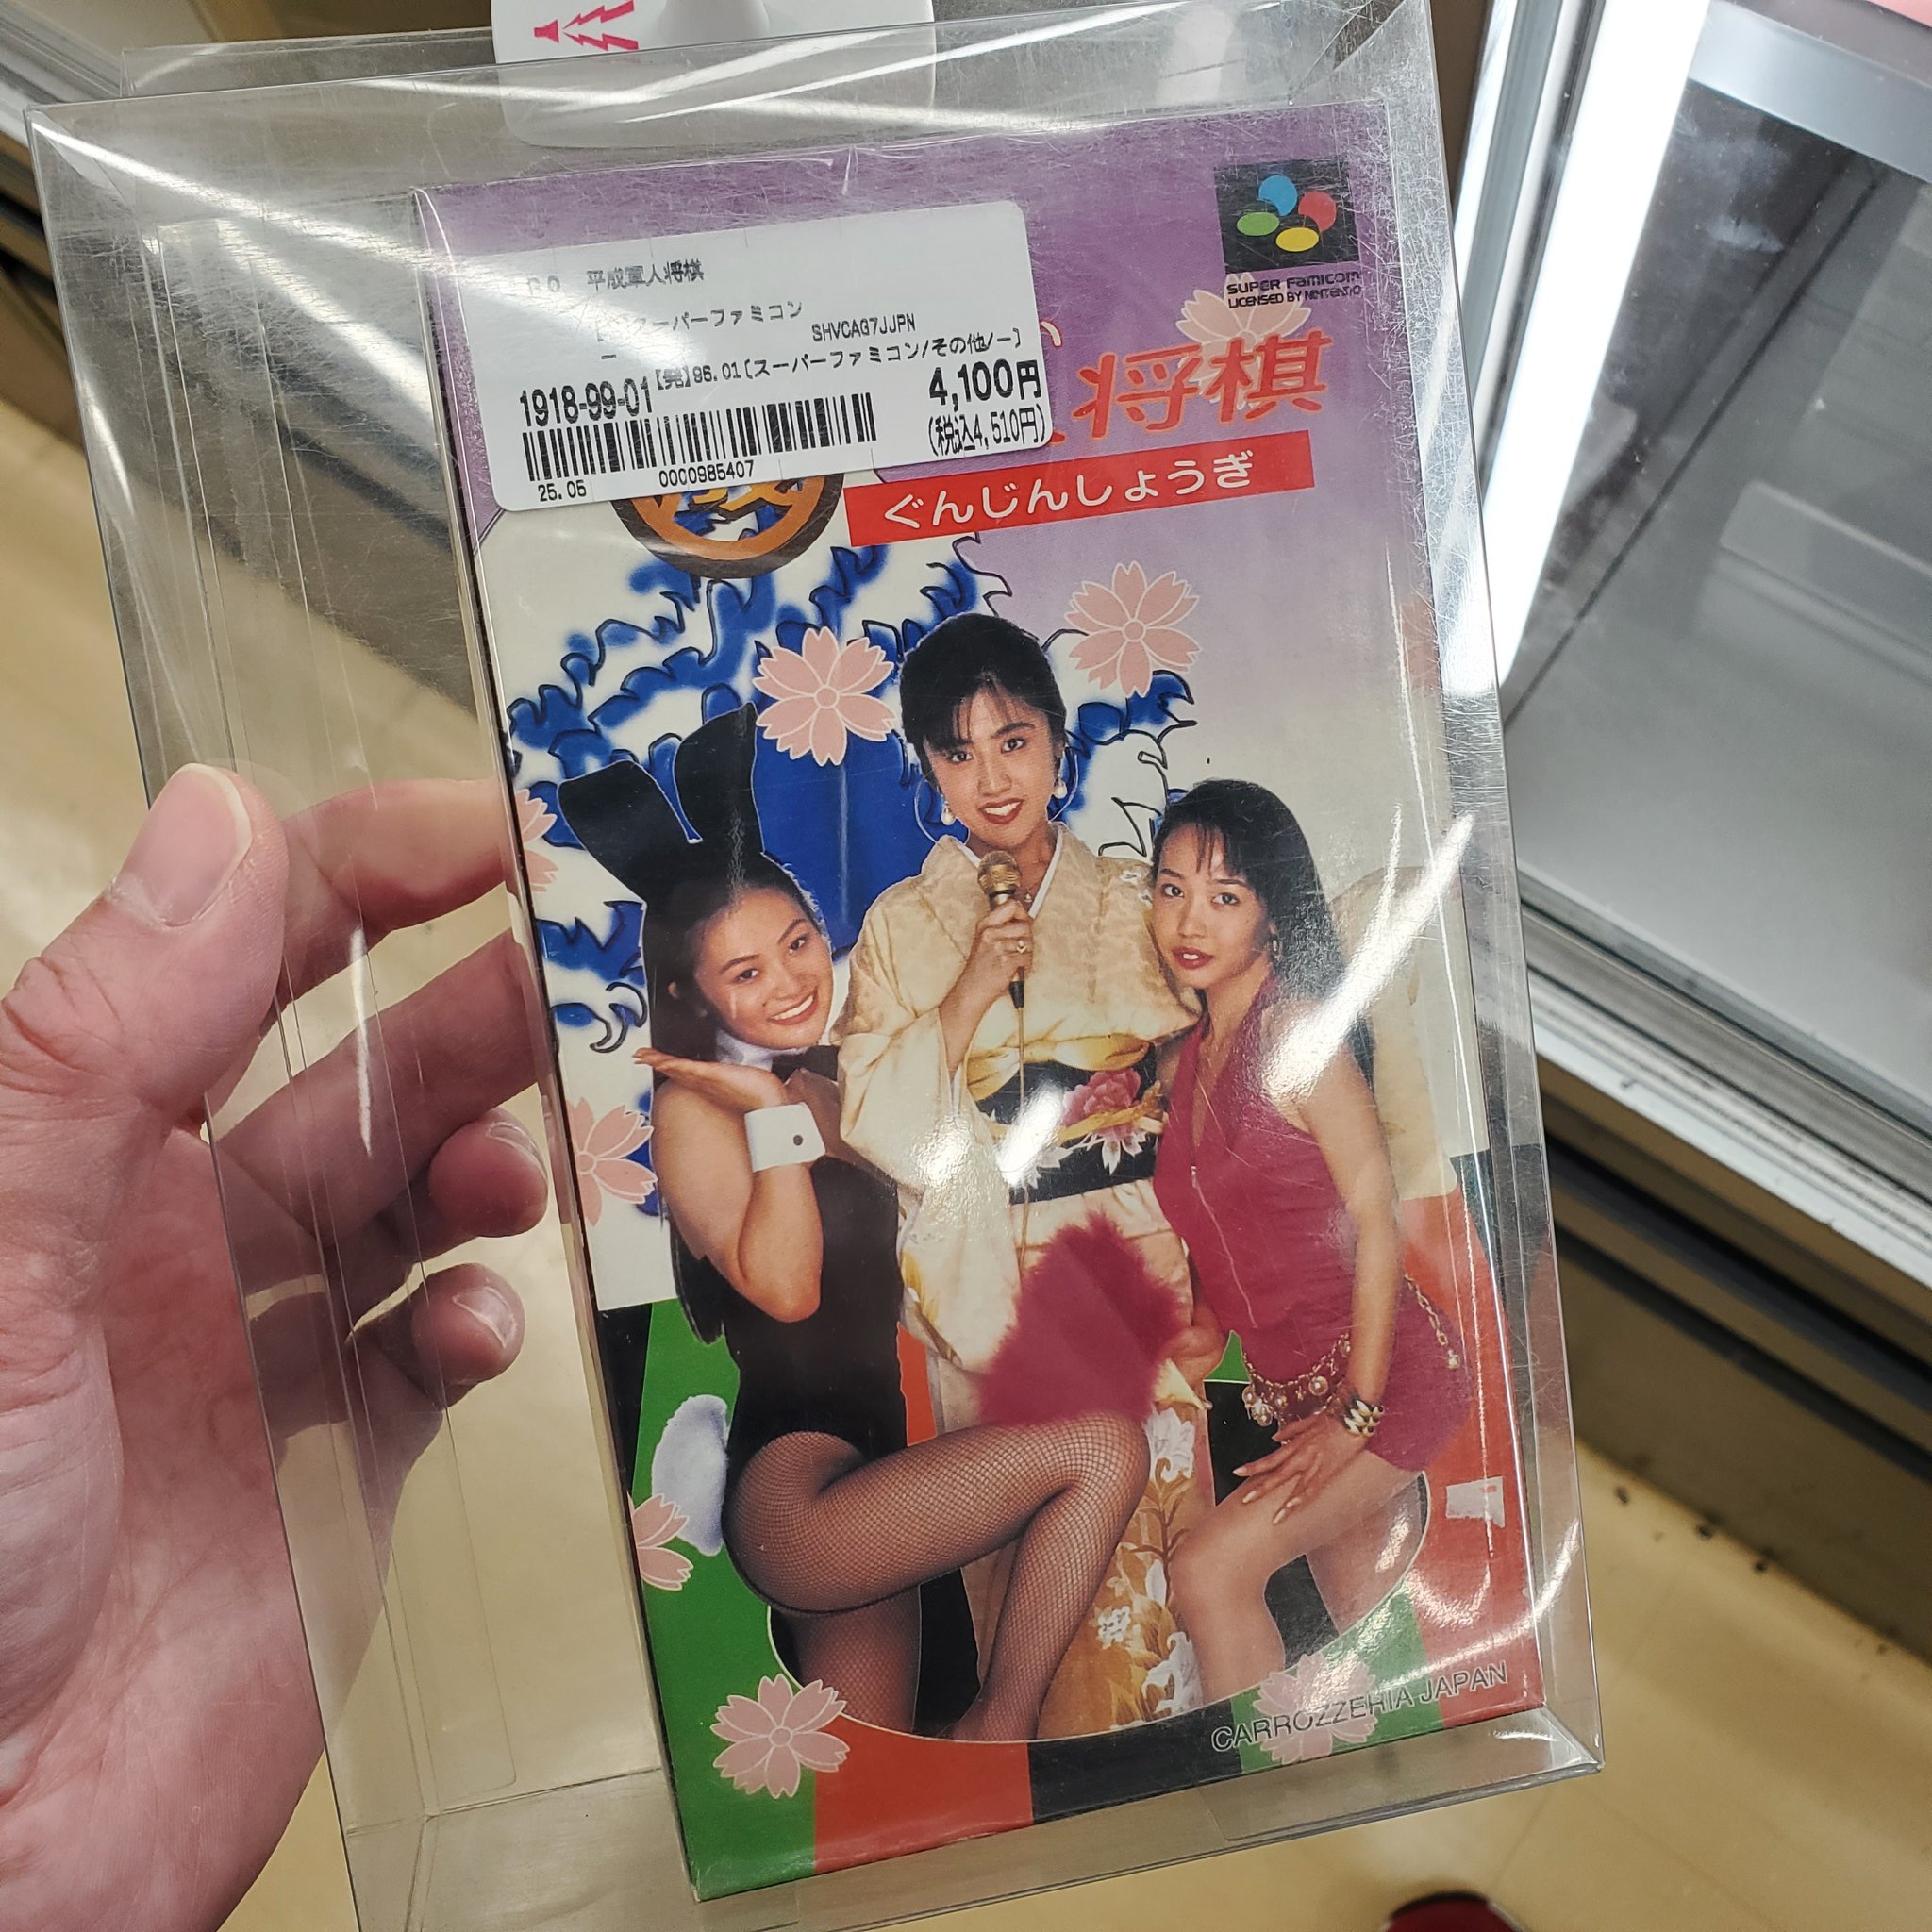 平成軍人将棋
スーパーファミコン
SHVCAG7JJPN
【発】96.01〔スーパーファミコン/その他/ー〕
1918-99-01
4,100円
(税込4,510円)
25.05
0000985407
SUPER FAMICOM
LICENSED BY NINTENDO
将棋
ぐんじんしょうぎ
CARROZZERIA JAPAN